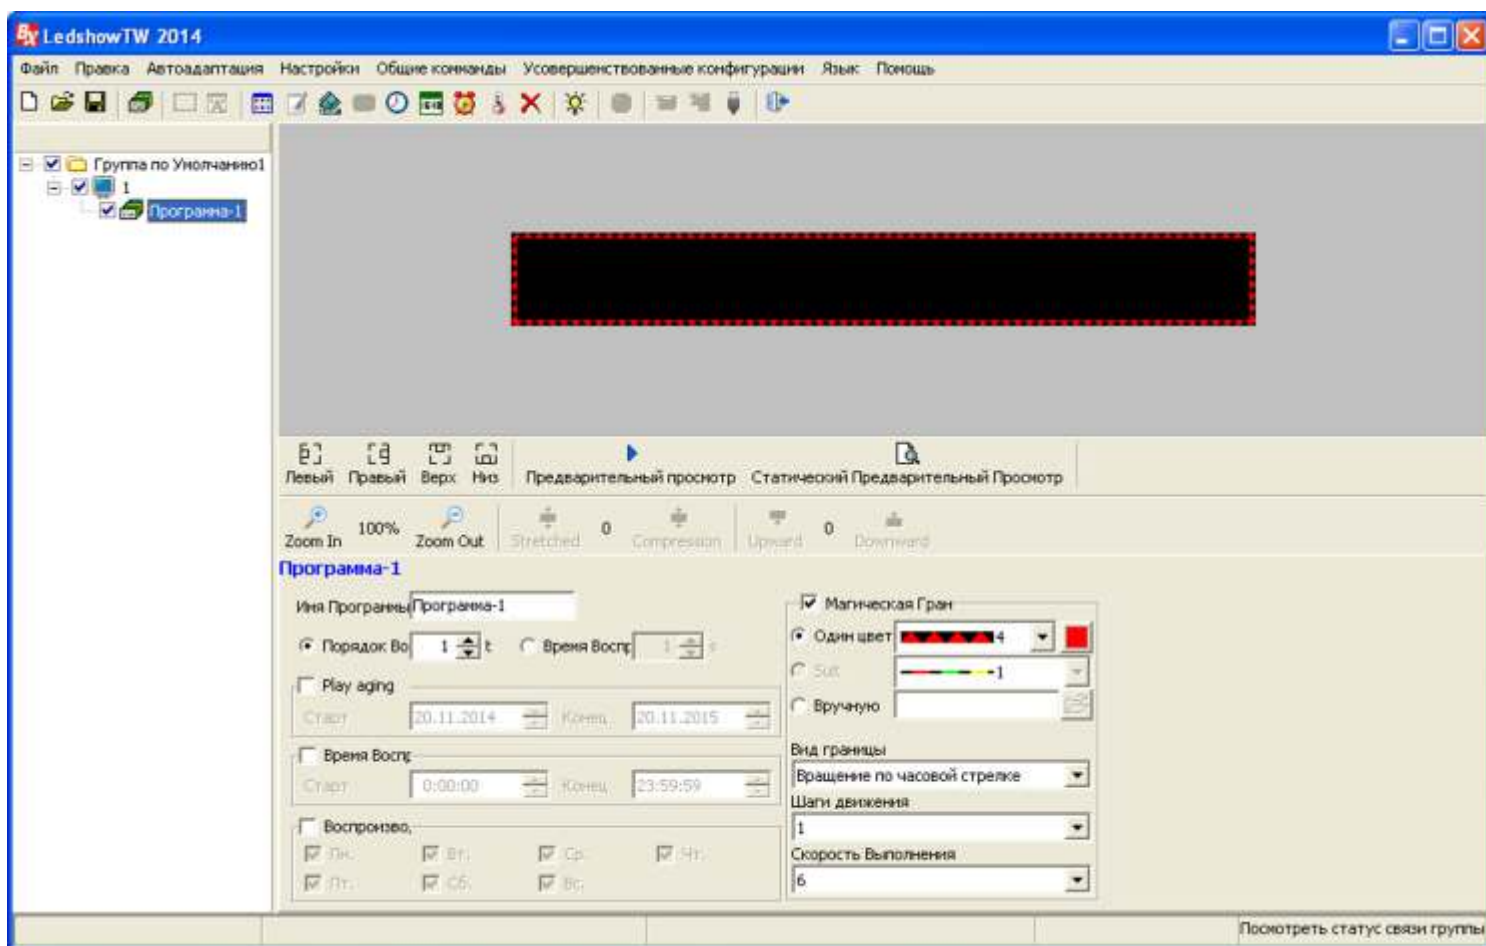 LedshowTW 2014
Файл Правка Автоадаптация Настройки Общие комманды Усовершенствованные конфигурации Язык Помощь
Группа по Умолчанию1
1
Программа-1
Левый Правый Верх Низ Предварительный просмотр Статический Предварительный Просмотр
Zoom In 100% Zoom Out Stretched 0 Compression Upward 0 Downward
Программа-1
Имя Программы Программа-1
Порядок Во 1 t Время Воспр 1 s
Play aging
Старт 20.11.2014 Конец 20.11.2015
Время Воспр
Старт 0:00:00 Конец 23:59:59
Воспроизво,
Пн. Вт. Ср. Чт.
Пт. Сб. Вс.
Магическая Гран
Один цвет 4
Sut 1
Вручную
Вид границы
Вращение по часовой стрелке
Шаги движения
1
Скорость Выполнения
6
Посмотреть статус связи группы